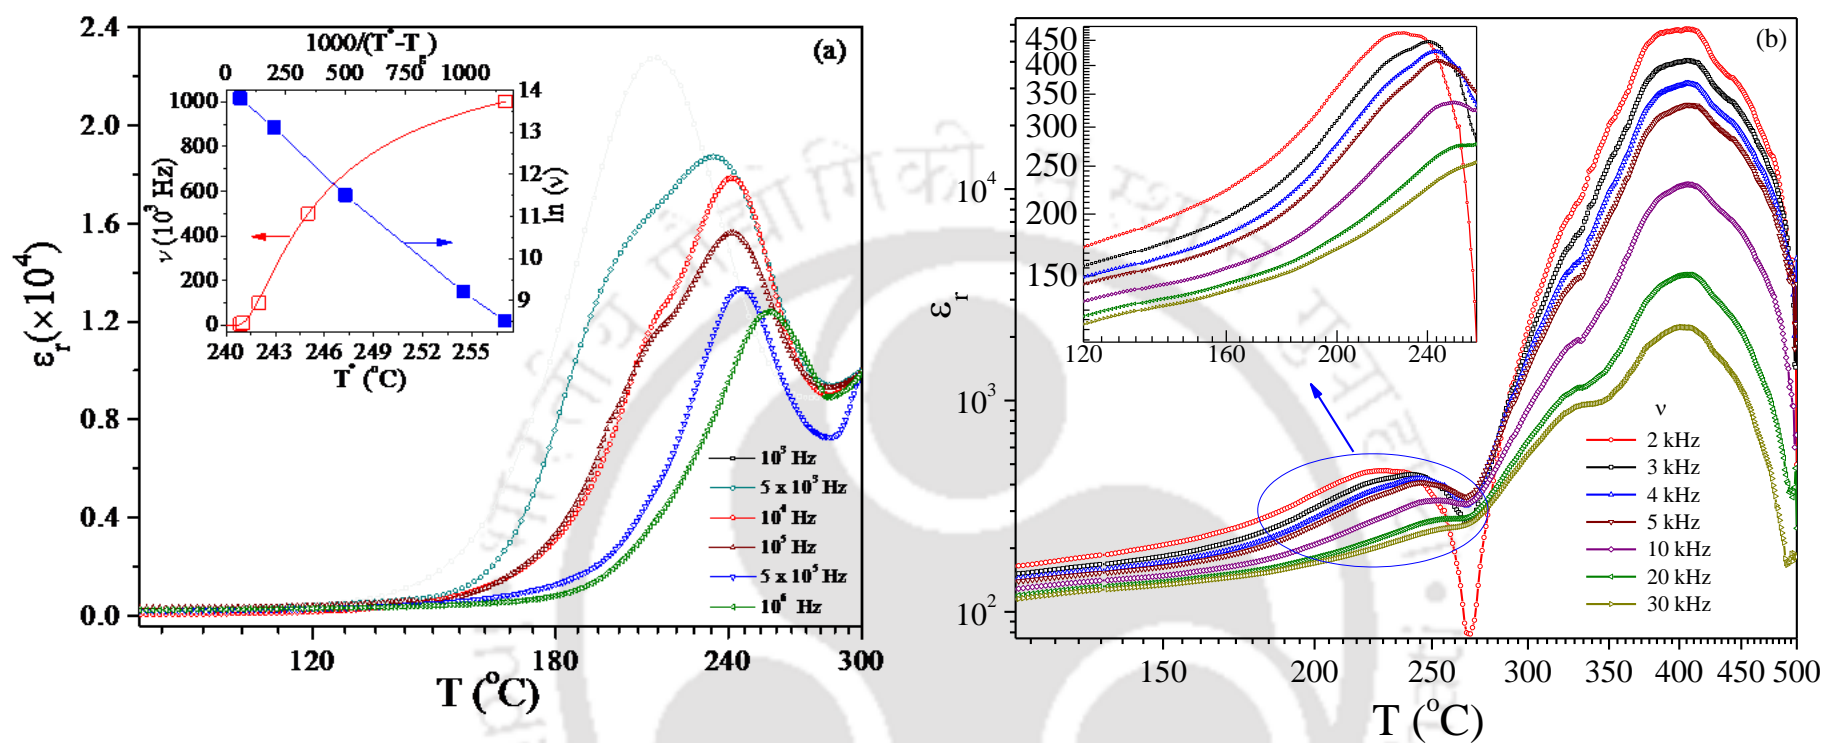 (a)
1000/(T*-Tg)
0 250 500 750 1000
1000
800
600
400
200
0
ν (10³ Hz)
14
13
12
11
10
9
8
ln (ν)
240 243 246 249 252 255
T* (°C)
2.4
2.0
1.6
1.2
0.8
0.4
0.0
εr(×10⁴)
10³ Hz
5 x 10³ Hz
10⁴ Hz
10⁵ Hz
5 x 10⁵ Hz
10⁶ Hz
120 180 240 300
T (°C)
(b)
450
400
350
300
250
200
150
120 160 200 240
10⁴
10³
10²
εr
ν
2 kHz
3 kHz
4 kHz
5 kHz
10 kHz
20 kHz
30 kHz
150 200 250 300 350 400 450 500
T (°C)